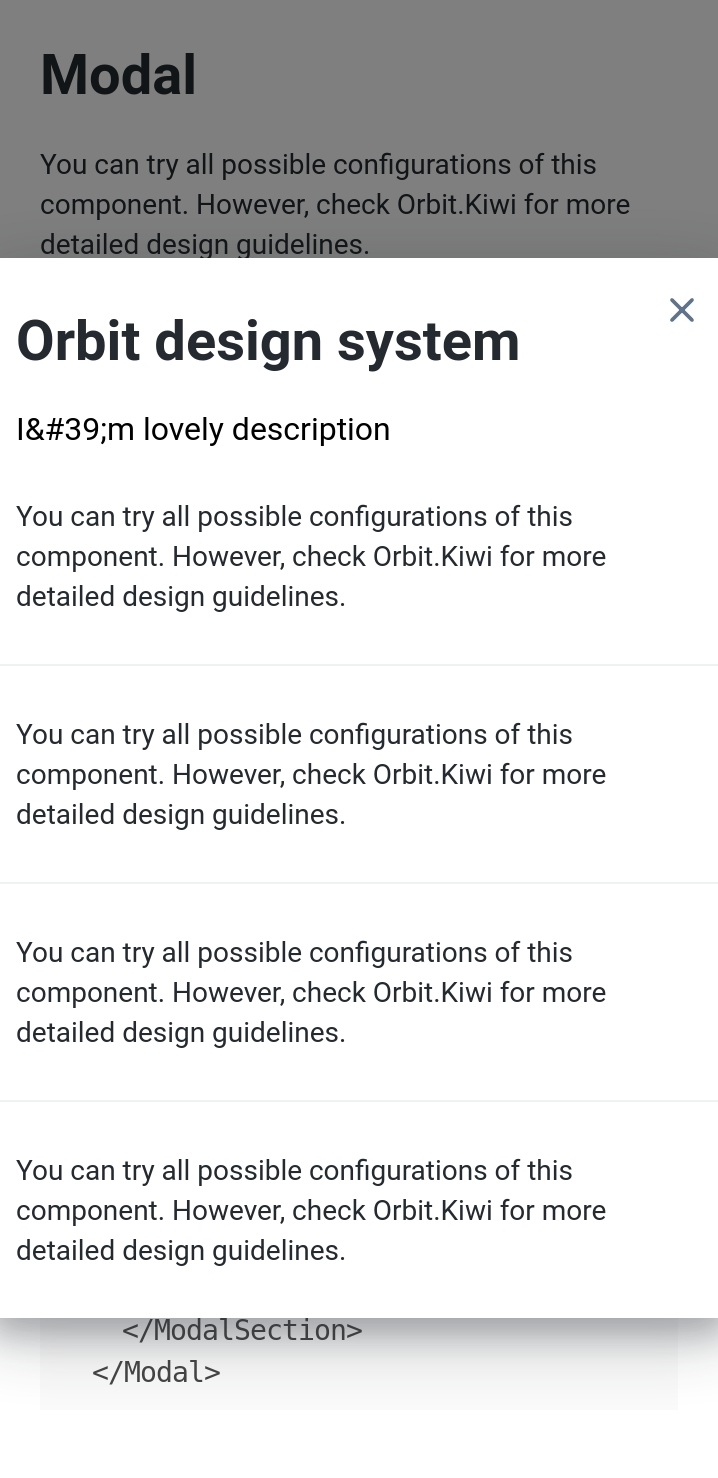 Modal
You can try all possible configurations of this
component. However, check Orbit.Kiwi for more
detailed design guidelines.
Orbit design system
I&#39;m lovely description
You can try all possible configurations of this
component. However, check Orbit.Kiwi for more
detailed design guidelines.
You can try all possible configurations of this
component. However, check Orbit.Kiwi for more
detailed design guidelines.
You can try all possible configurations of this
component. However, check Orbit.Kiwi for more
detailed design guidelines.
You can try all possible configurations of this
component. However, check Orbit.Kiwi for more
detailed design guidelines.
</ModalSection>
</Modal>